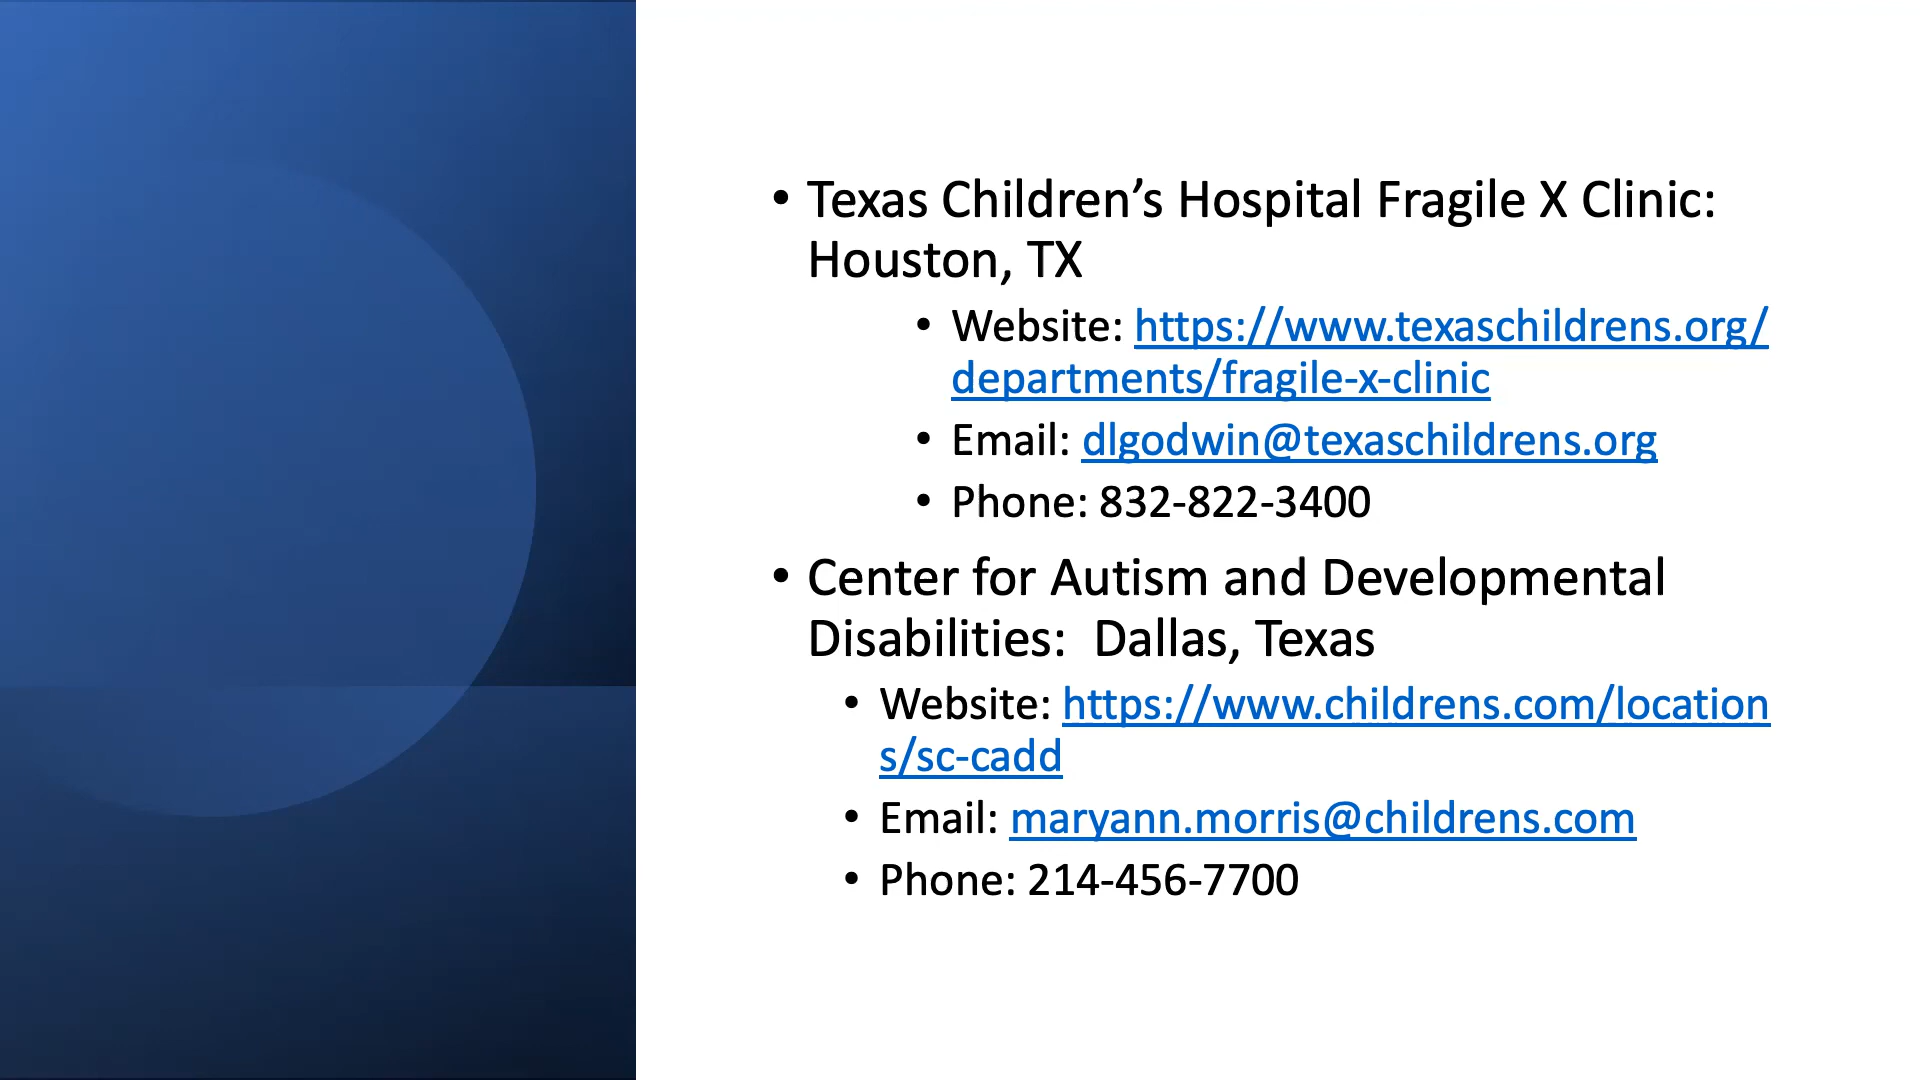 • Texas Children’s Hospital Fragile X Clinic:
Houston, TX
• Website: https://www.texaschildrens.org/
departments/fragile-x-clinic
• Email: dlgodwin@texaschildrens.org
• Phone: 832-822-3400
• Center for Autism and Developmental
Disabilities:  Dallas, Texas
• Website: https://www.childrens.com/location
s/sc-cadd
• Email: maryann.morris@childrens.com
• Phone: 214-456-7700